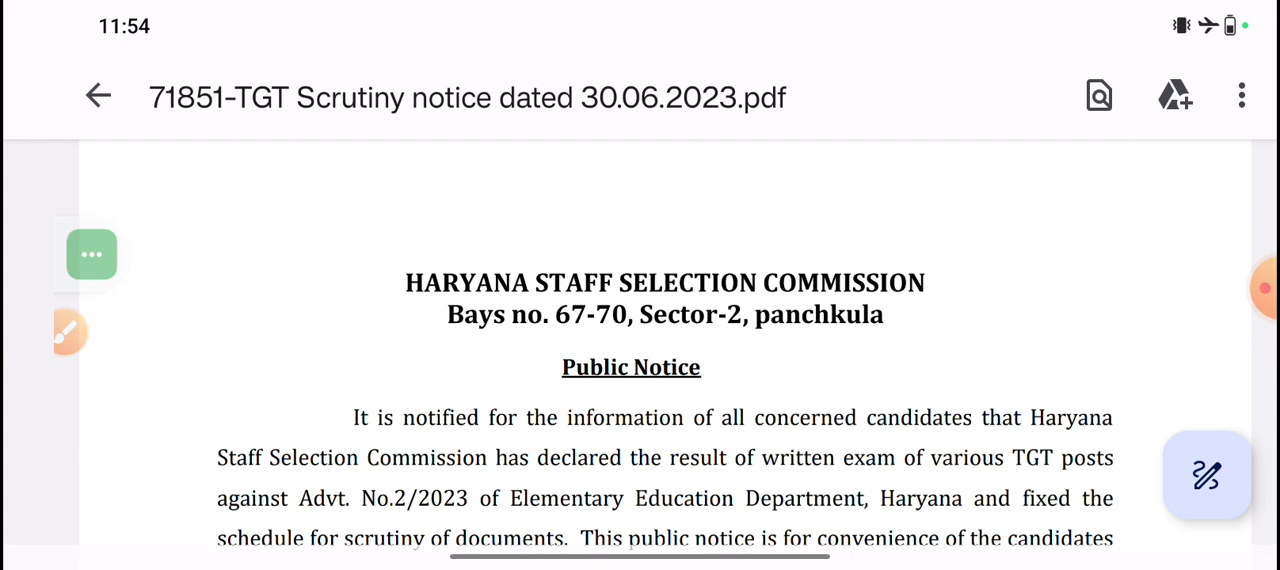 11:54
71851-TGT Scrutiny notice dated 30.06.2023.pdf
HARYANA STAFF SELECTION COMMISSION
Bays no. 67-70, Sector-2, panchkula
Public Notice
It is notified for the information of all concerned candidates that Haryana
Staff Selection Commission has declared the result of written exam of various TGT posts
against Advt. No.2/2023 of Elementary Education Department, Haryana and fixed the
schedule for scrutiny of documents. This public notice is for convenience of the candidates